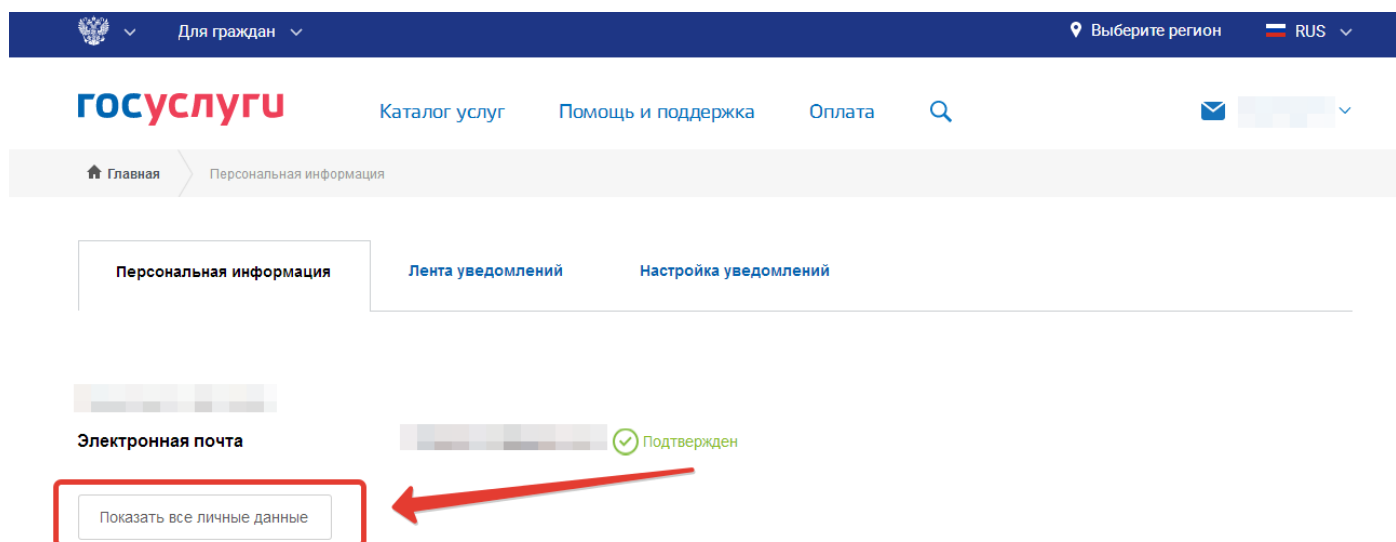 Для граждан Выберите регион RUS
госуслуги Каталог услуг Помощь и поддержка Оплата
Главная Персональная информация
Персональная информация Лента уведомлений Настройка уведомлений
Электронная почта Подтвержден
Показать все личные данные